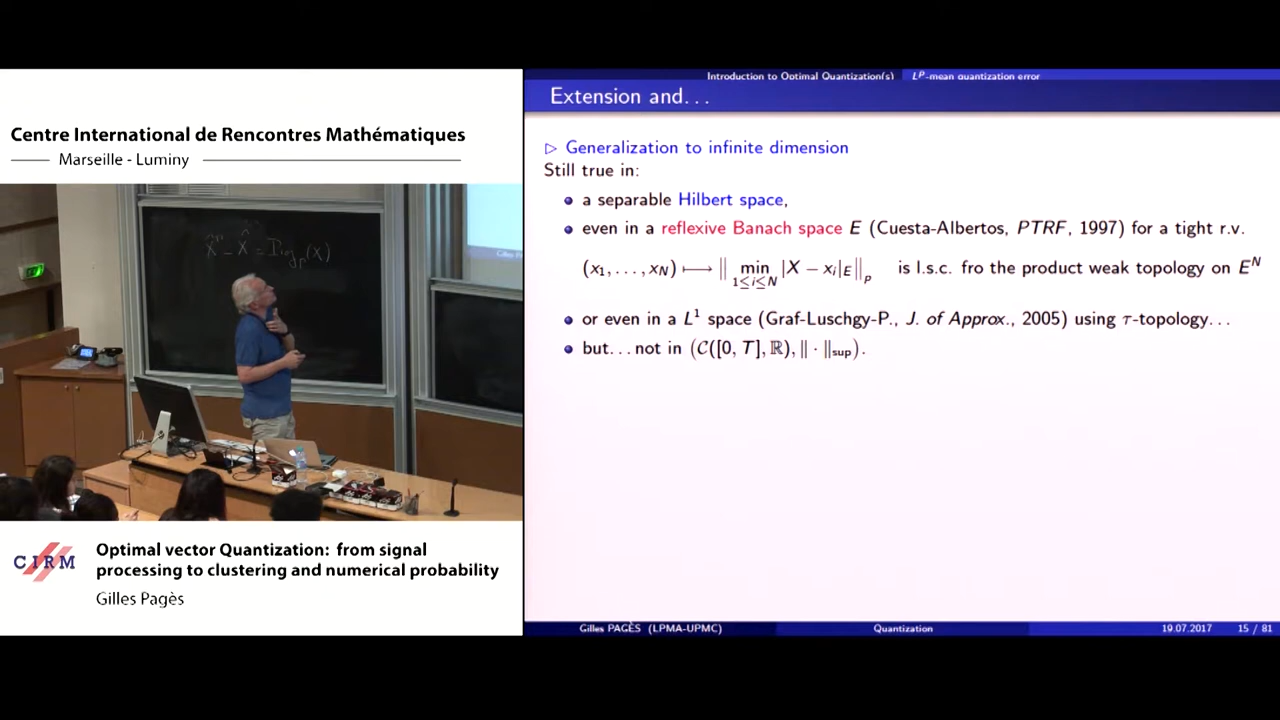 Centre International de Rencontres Mathématiques
Marseille - Luminy
X̂ - X̂ = Proj_Γ(X)
CIRM
Optimal vector Quantization: from signal
processing to clustering and numerical probability
Gilles Pagès
Introduction to Optimal Quantization(s) L^p-mean quantization error
Extension and...
▷ Generalization to infinite dimension
Still true in:
• a separable Hilbert space,
• even in a reflexive Banach space E (Cuesta-Albertos, PTRF, 1997) for a tight r.v.
(x₁, ..., x_N) ⟼ ‖ min_{1≤i≤N} |X − x_i|_E ‖_p is l.s.c. fro the product weak topology on E^N
• or even in a L¹ space (Graf-Luschgy-P., J. of Approx., 2005) using τ-topology...
• but...not in (C([0, T], ℝ), ‖ · ‖_sup).
Gilles PAGÈS (LPMA-UPMC) Quantization 19.07.2017 15 / 81